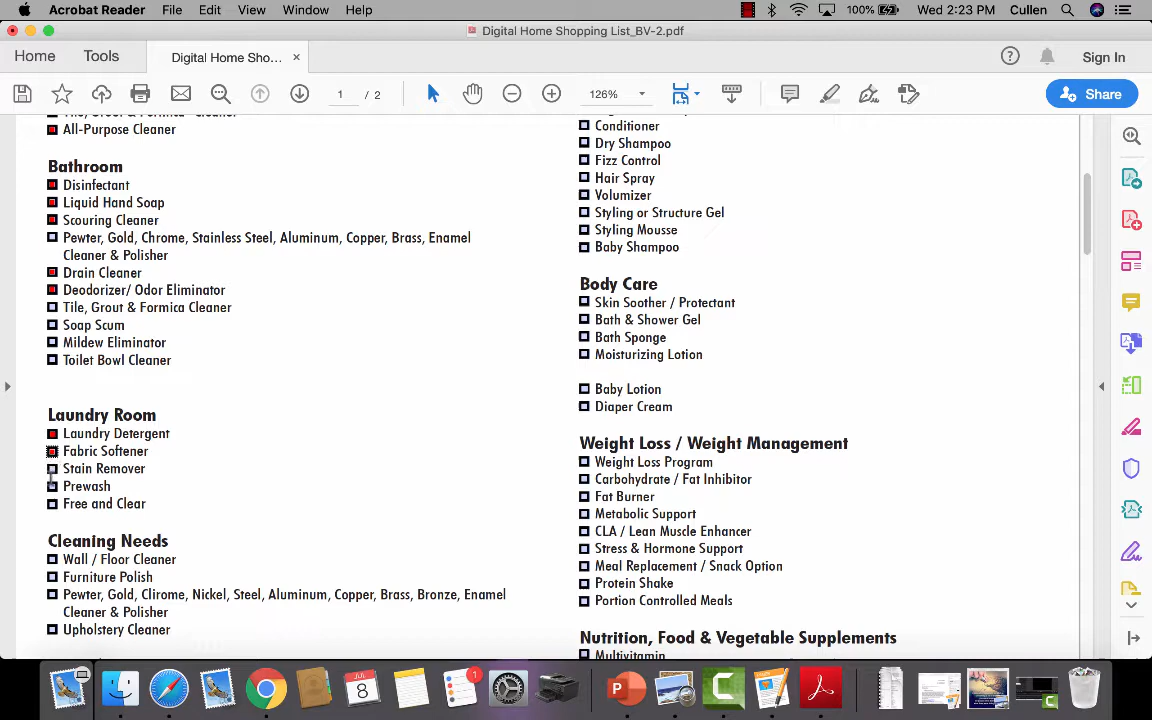 Acrobat Reader File Edit View Window Help
100% Wed 2:23 PM Cullen
Digital Home Shopping List_BV-2.pdf
Home Tools Digital Home Sho... ×
Sign In
1 / 2
126%
Share
All-Purpose Cleaner
Bathroom
Disinfectant
Liquid Hand Soap
Scouring Cleaner
Pewter, Gold, Chrome, Stainless Steel, Aluminum, Copper, Brass, Enamel
Cleaner & Polisher
Drain Cleaner
Deodorizer/ Odor Eliminator
Tile, Grout & Formica Cleaner
Soap Scum
Mildew Eliminator
Toilet Bowl Cleaner
Laundry Room
Laundry Detergent
Fabric Softener
Stain Remover
Prewash
Free and Clear
Cleaning Needs
Wall / Floor Cleaner
Furniture Polish
Pewter, Gold, Clirome, Nickel, Steel, Aluminum, Copper, Brass, Bronze, Enamel
Cleaner & Polisher
Upholstery Cleaner
Conditioner
Dry Shampoo
Fizz Control
Hair Spray
Volumizer
Styling or Structure Gel
Styling Mousse
Baby Shampoo
Body Care
Skin Soother / Protectant
Bath & Shower Gel
Bath Sponge
Moisturizing Lotion
Baby Lotion
Diaper Cream
Weight Loss / Weight Management
Weight Loss Program
Carbohydrate / Fat Inhibitor
Fat Burner
Metabolic Support
CLA / Lean Muscle Enhancer
Stress & Hormone Support
Meal Replacement / Snack Option
Protein Shake
Portion Controlled Meals
Nutrition, Food & Vegetable Supplements
Multivitamin
JUL
8
1